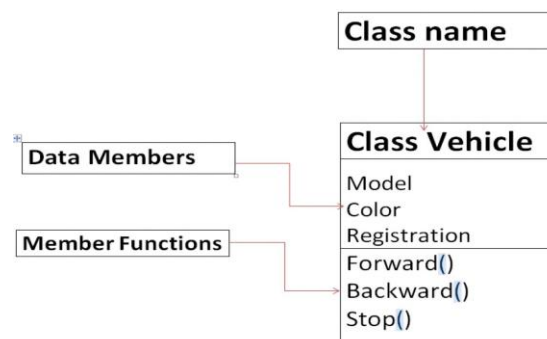 Class name
Class Vehicle
Data Members
Model
Color
Registration
Member Functions
Forward()
Backward()
Stop()